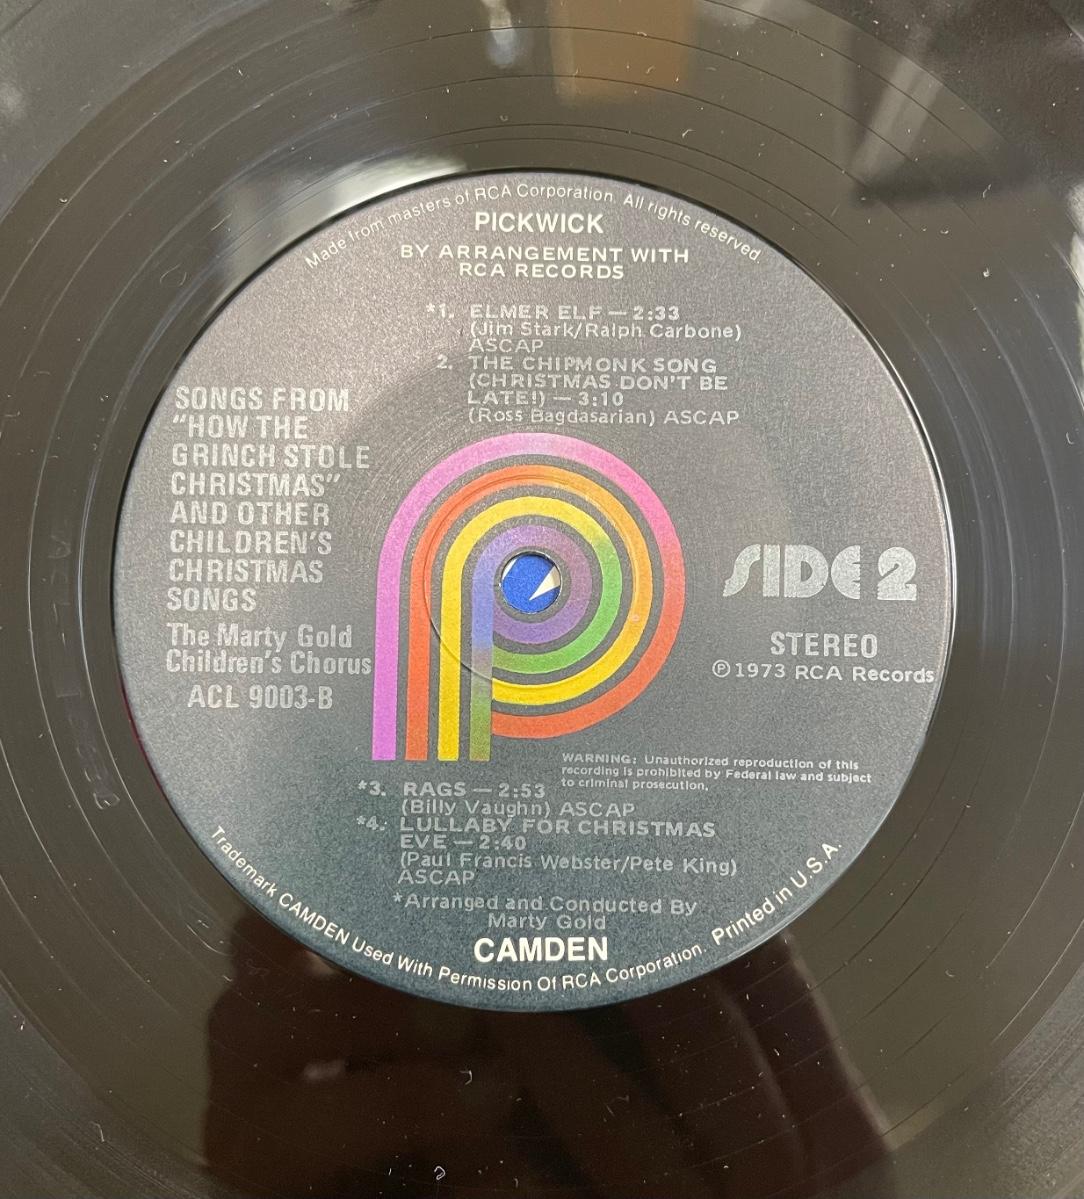 Made from masters of RCA Corporation. All rights reserved.
PICKWICK
BY ARRANGEMENT WITH
RCA RECORDS
*1. ELMER ELF — 2:33
(Jim Stark/Ralph Carbone)
ASCAP
2. THE CHIPMONK SONG
(CHRISTMAS DON'T BE
LATE!) — 3:10
(Ross Bagdasarian) ASCAP
SONGS FROM
"HOW THE
GRINCH STOLE
CHRISTMAS"
AND OTHER
CHILDREN'S
CHRISTMAS
SONGS
The Marty Gold
Children's Chorus
ACL 9003-B
SIDE 2
STEREO
℗1973 RCA Records
WARNING: Unauthorized reproduction of this
recording is prohibited by Federal law and subject
to criminal prosecution.
*3. RAGS — 2:53
(Billy Vaughn) ASCAP
*4. LULLABY FOR CHRISTMAS
EVE — 2:40
(Paul Francis Webster/Pete King)
ASCAP
*Arranged and Conducted By
Marty Gold
CAMDEN
Trademark CAMDEN Used With Permission Of RCA Corporation. Printed in U.S.A.